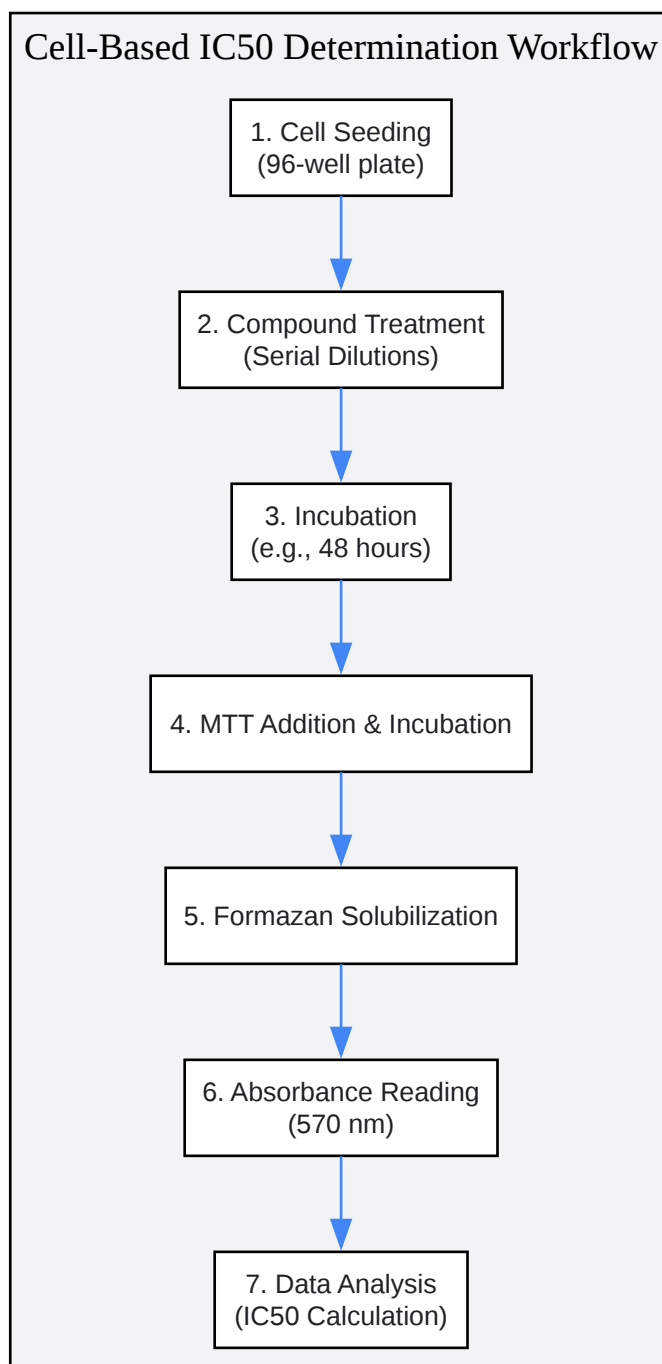 Cell-Based IC50 Determination Workflow
1. Cell Seeding
(96-well plate)
2. Compound Treatment
(Serial Dilutions)
3. Incubation
(e.g., 48 hours)
4. MTT Addition & Incubation
5. Formazan Solubilization
6. Absorbance Reading
(570 nm)
7. Data Analysis
(IC50 Calculation)